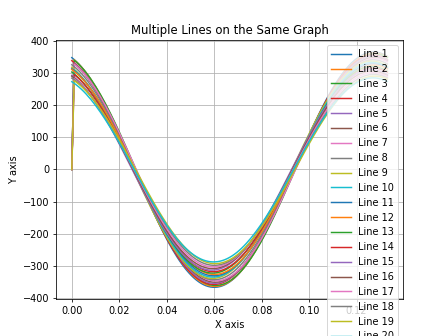 Multiple Lines on the Same Graph
400
300
200
100
0
−100
−200
−300
−400
Y axis
0.00
0.02
0.04
0.06
0.08
0.10
X axis
Line 1
Line 2
Line 3
Line 4
Line 5
Line 6
Line 7
Line 8
Line 9
Line 10
Line 11
Line 12
Line 13
Line 14
Line 15
Line 16
Line 17
Line 18
Line 19
Line 20